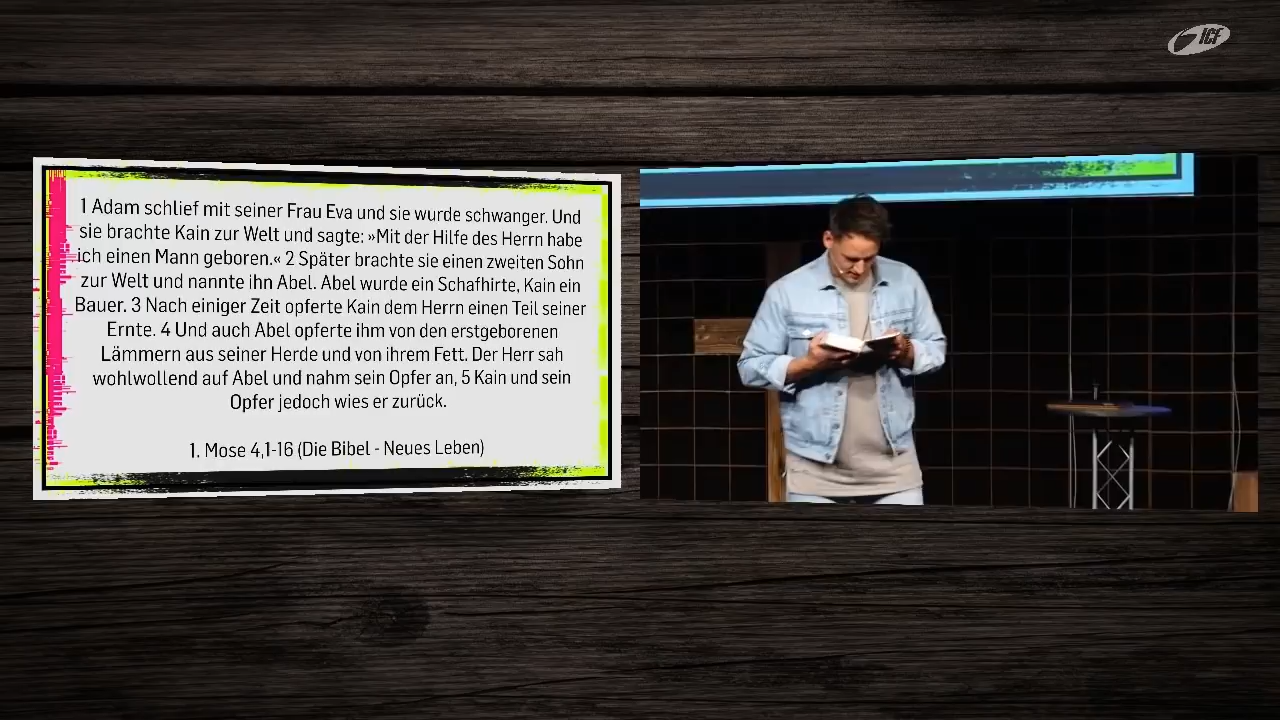 ICF
1 Adam schlief mit seiner Frau Eva und sie wurde schwanger. Und
sie brachte Kain zur Welt und sagte: »Mit der Hilfe des Herrn habe
ich einen Mann geboren.« 2 Später brachte sie einen zweiten Sohn
zur Welt und nannte ihn Abel. Abel wurde ein Schafhirte, Kain ein
Bauer. 3 Nach einiger Zeit opferte Kain dem Herrn einen Teil seiner
Ernte. 4 Und auch Abel opferte ihm von den erstgeborenen
Lämmern aus seiner Herde und von ihrem Fett. Der Herr sah
wohlwollend auf Abel und nahm sein Opfer an, 5 Kain und sein
Opfer jedoch wies er zurück.
1. Mose 4,1-16 (Die Bibel - Neues Leben)